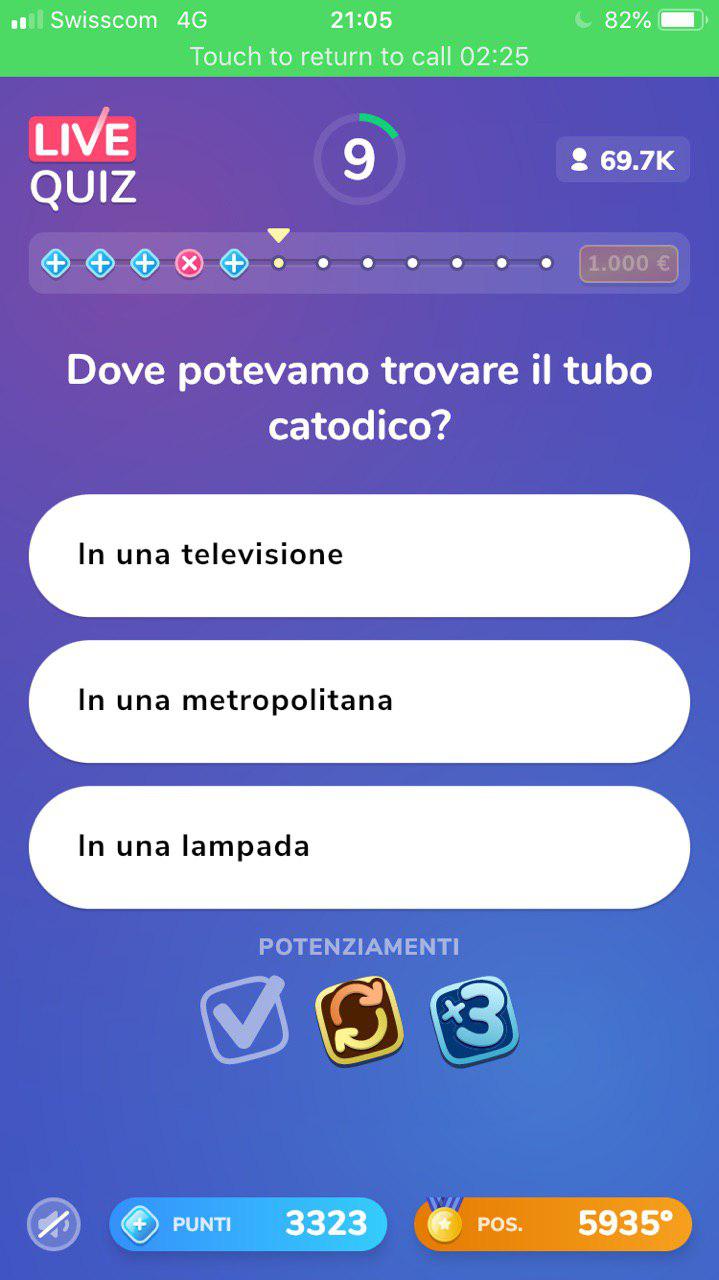 Swisscom 4G 21:05 82%
Touch to return to call 02:25
LIVE
QUIZ
9
69.7K
1.000 €
Dove potevamo trovare il tubo
catodico?
In una televisione
In una metropolitana
In una lampada
POTENZIAMENTI
×3
PUNTI 3323
POS. 5935°